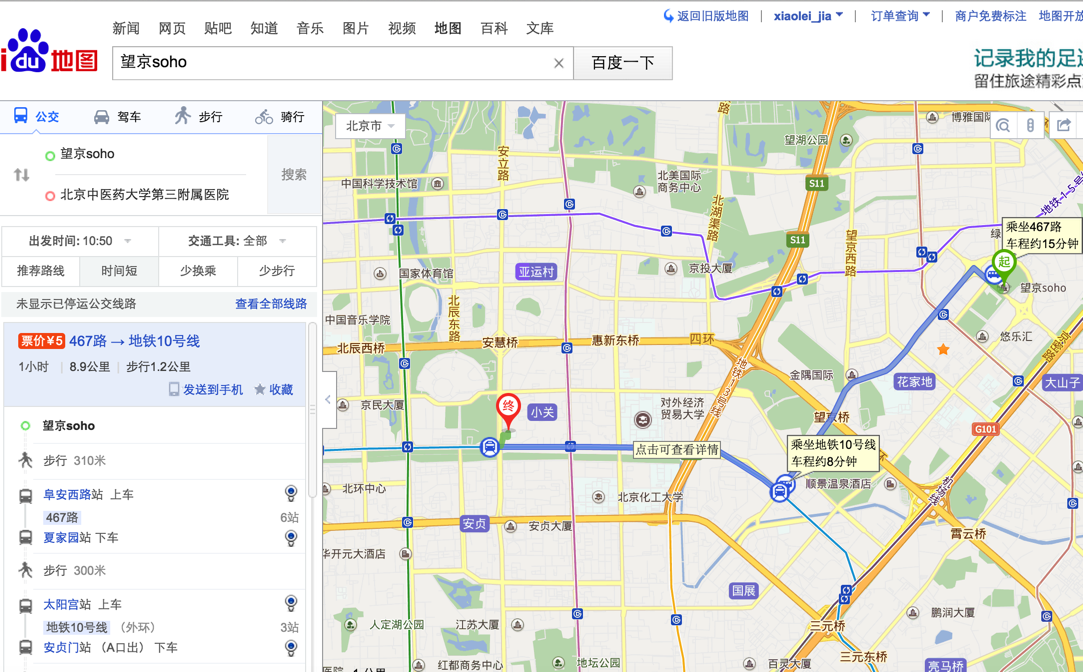 返回旧版地图 | xiaolei_jia | 订单查询 | 商户免费标注 地图开放
新闻 网页 贴吧 知道 音乐 图片 视频 地图 百科 文库
du 地图
望京soho
百度一下
记录我的足迹
留住旅途精彩点
公交 驾车 步行 骑行
望京soho
北京中医药大学第三附属医院
搜索
出发时间: 10:50 交通工具: 全部
推荐路线 时间短 少换乘 少步行
未显示已停运公交线路 查看全部线路
票价¥5 467路 → 地铁10号线
1小时 | 8.9公里 | 步行1.2公里
发送到手机 收藏
望京soho
步行 310米
阜安西路站 上车
467路 6站
夏家园站 下车
步行 300米
太阳宫站 上车
地铁10号线 (外环) 3站
安贞门站 (A口出) 下车
北京市
博雅国际
望湖公园
安立路
中国科学技术馆
北美国际
商务中心
S11
北湖渠路
地铁-15号
乘坐467路
车程约15分钟
S11
望京西路
起
望京soho
国家体育馆
亚运村
京投大厦
中国音乐学院
北辰东路
北辰西桥
安慧桥
惠新东桥
四环
悠乐汇
地铁13号线
金隅国际
花家地
大山子
京民大厦
终
小关
对外经济
贸易大学
望京桥
G101
点击可查看详情
乘坐地铁10号线
车程约8分钟
北环中心
顺景温泉酒店
北京化工大学
机场线
安贞
安贞大厦
霄云桥
华开元大酒店
国展
人定湖公园
江苏大厦
三元桥
鹏润大厦
三元东桥
红都商务中心
地坛公园
百灵大厦
亮马桥